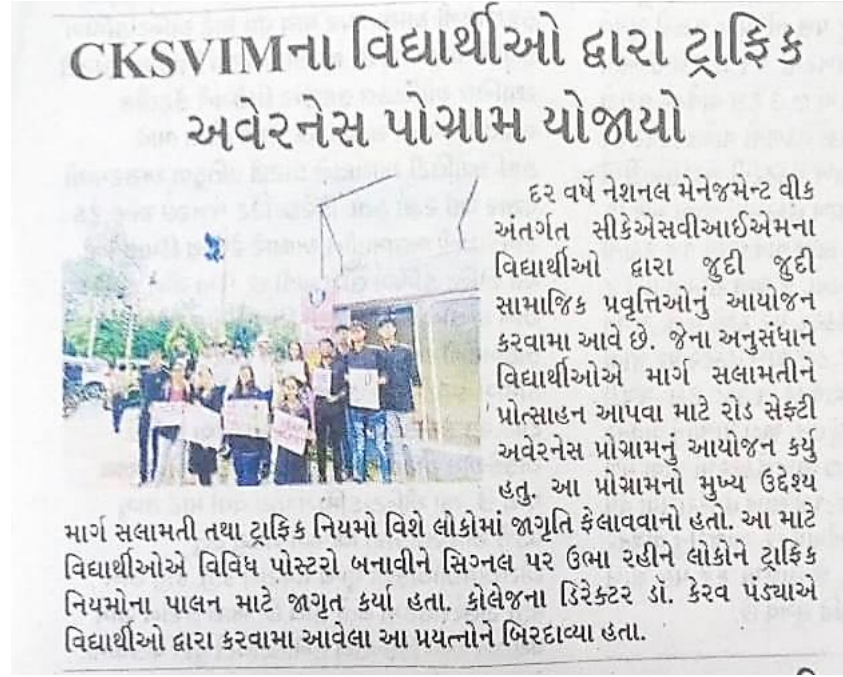 CKSVIMના વિદ્યાર્થીઓ દ્વારા ટ્રાફિક
અવેરનેસ પોગ્રામ યોજાયો
દર વર્ષે નેશનલ મેનેજમેન્ટ વીક
અંતર્ગત સીકેએસવીઆઈએમના
વિદ્યાર્થીઓ દ્વારા જુદી જુદી
સામાજિક પ્રવૃત્તિઓનું આયોજન
કરવામા આવે છે. જેના અનુસંધાને
વિદ્યાર્થીઓએ માર્ગ સલામતીને
પ્રોત્સાહન આપવા માટે રોડ સેફ્ટી
અવેરનેસ પ્રોગ્રામનું આયોજન કર્યુ
હતુ. આ પ્રોગ્રામનો મુખ્ય ઉદ્દેશ્ય
માર્ગ સલામતી તથા ટ્રાફિક નિયમો વિશે લોકોમાં જાગૃતિ ફેલાવવાનો હતો. આ માટે
વિદ્યાર્થીઓએ વિવિધ પોસ્ટરો બનાવીને સિગ્નલ પર ઉભા રહીને લોકોને ટ્રાફિક
નિયમોના પાલન માટે જાગૃત કર્યા હતા. કોલેજના ડિરેક્ટર ડૉ. કેરવ પંડ્યાએ
વિદ્યાર્થીઓ દ્વારા કરવામા આવેલા આ પ્રયત્નોને બિરદાવ્યા હતા.